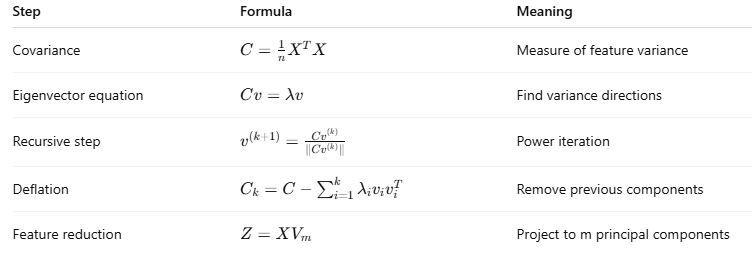 Step Formula Meaning
Covariance C = \frac{1}{n} X^T X Measure of feature variance
Eigenvector equation Cv = λv Find variance directions
Recursive step v^{(k+1)} = \frac{Cv^{(k)}}{||Cv^{(k)}||} Power iteration
Deflation C_k = C - \sum_{i=1}^{k} λ_i v_i v_i^T Remove previous components
Feature reduction Z = XV_m Project to m principal components